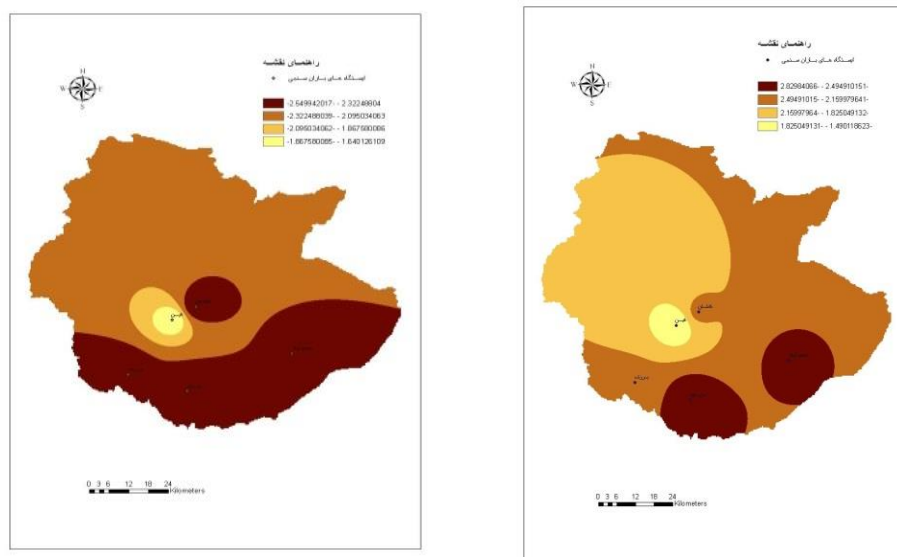 راهنمای نقشه
ایستگاه های باران سنجی
-2.549942017- -2.32248804
-2.322488039- -2.095034063
-2.095034062- -1.867580086
-1.867580085- -1.640126109
N
W E
S
0 3 6 12 18 24
Kilometers
راهنمای نقشه
ایستگاه های باران سنجی
2.82984066- -2.494910151-
2.49491015- -2.159979641-
2.15997964- -1.825049132-
1.825049131- -1.490118623-
N
W E
S
0 3 6 12 18 24
Kilometers